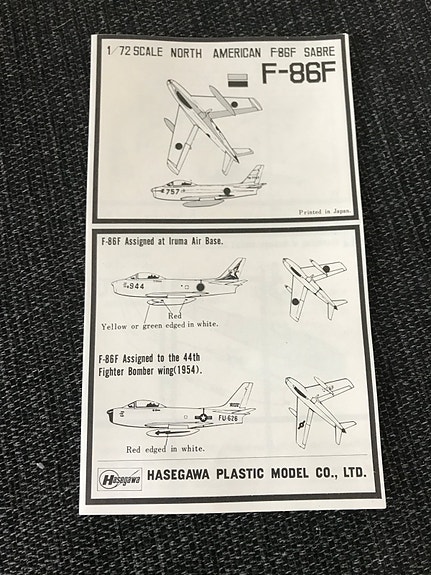 1/72 SCALE NORTH AMERICAN F-86F SABRE
F-86F
757
Printed in Japan.
F-86F Assigned at Iruma Air Base.
944
Red
Yellow or green edged in white.
F-86F Assigned to the 44th
Fighter Bomber wing(1954).
FU-626
Red edged in white.
Hasegawa HASEGAWA PLASTIC MODEL CO., LTD.